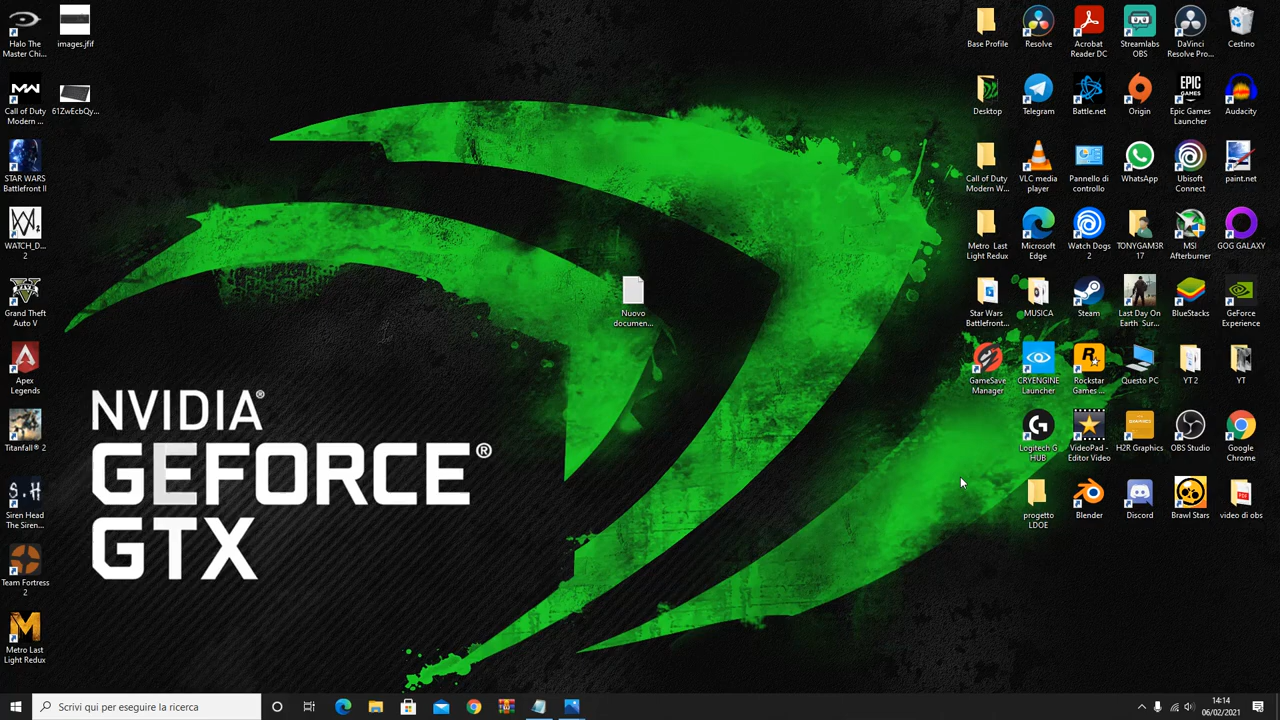 Halo The
Master Chi...
images.jfif
Call of Duty
Modern ...
61ZwEcbQy...
STAR WARS
Battlefront II
WATCH_D...
2
Grand Theft
Auto V
Apex
Legends
Titanfall® 2
S.H
Siren Head
The Siren...
Team Fortress
2
Metro Last
Light Redux
NVIDIA®
GEFORCE®
GTX
Nuovo
documen...
Base Profile
Resolve
Acrobat
Reader DC
Streamlabs
OBS
DaVinci
Resolve Pro...
Cestino
Desktop
Telegram
Battle.net
Origin
EPIC
GAMES
Epic Games
Launcher
Audacity
Call of Duty
Modern W...
VLC media
player
Pannello di
controllo
WhatsApp
Ubisoft
Connect
paint.net
Metro Last
Light Redux
Microsoft
Edge
Watch Dogs
2
TONYGAM3R
17
MSI
Afterburner
GOG GALAXY
Star Wars
Battlefront...
MUSICA
Steam
Last Day On
Earth Sur...
BlueStacks
GeForce
Experience
GameSave
Manager
CRYENGINE
Launcher
Rockstar
Games ...
Questo PC
YT 2
YT
Logitech G
HUB
VideoPad -
Editor Video
H2R Graphics
OBS Studio
Google
Chrome
progetto
LDOE
Blender
Discord
Brawl Stars
video di obs
Scrivi qui per eseguire la ricerca
14:14
06/02/2021